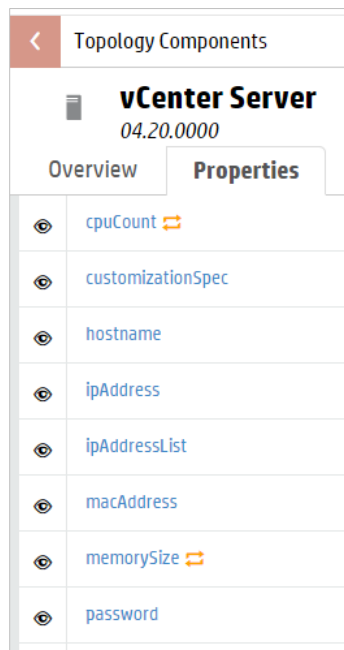 Topology Components
vCenter Server
04.20.0000
Overview
Properties
cpuCount
customizationSpec
hostname
ipAddress
ipAddressList
macAddress
memorySize
password